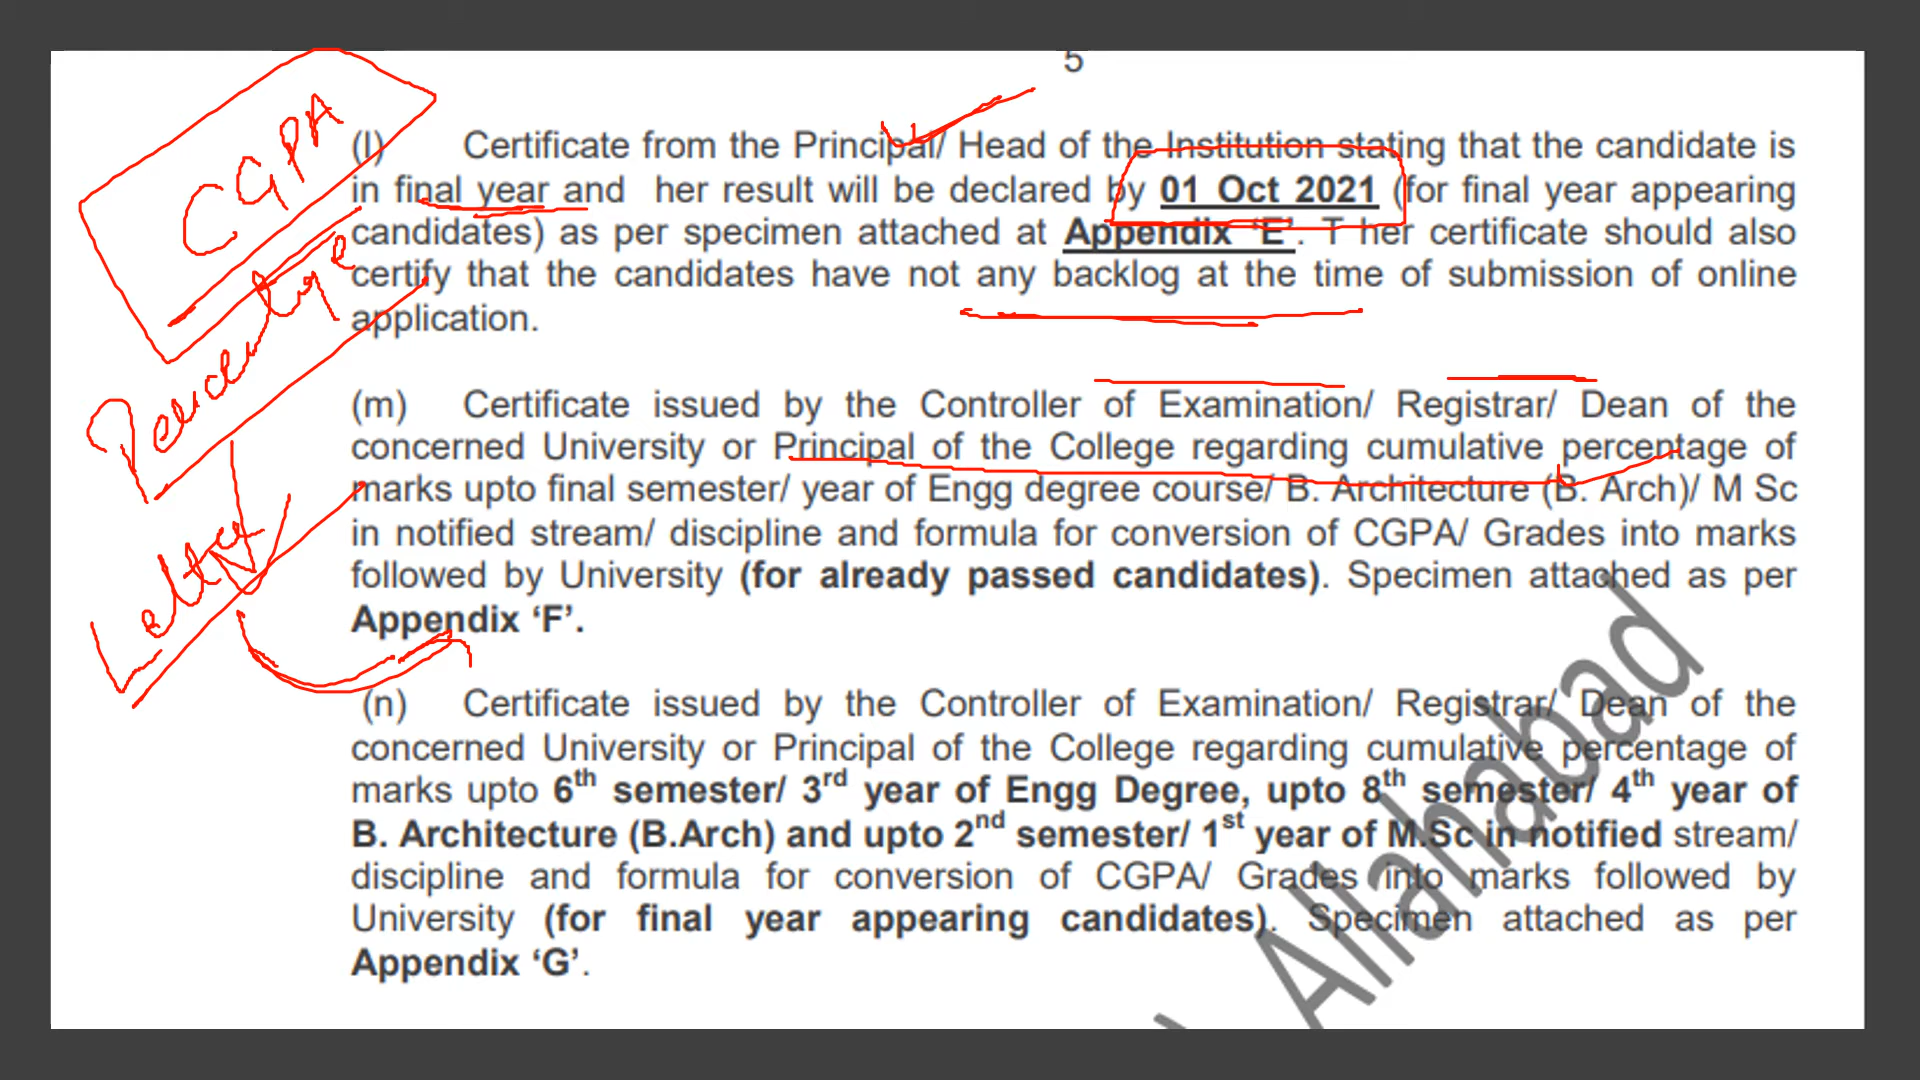 5
(l) Certificate from the Principal/ Head of the Institution stating that the candidate is
in final year and her result will be declared by 01 Oct 2021 (for final year appearing
candidates) as per specimen attached at Appendix ‘E’. T her certificate should also
certify that the candidates have not any backlog at the time of submission of online
application.
(m) Certificate issued by the Controller of Examination/ Registrar/ Dean of the
concerned University or Principal of the College regarding cumulative percentage of
marks upto final semester/ year of Engg degree course/ B. Architecture (B. Arch)/ M Sc
in notified stream/ discipline and formula for conversion of CGPA/ Grades into marks
followed by University (for already passed candidates). Specimen attached as per
Appendix ‘F’.
(n) Certificate issued by the Controller of Examination/ Registrar/ Dean of the
concerned University or Principal of the College regarding cumulative percentage of
marks upto 6th semester/ 3rd year of Engg Degree, upto 8th semester/ 4th year of
B. Architecture (B.Arch) and upto 2nd semester/ 1st year of M.Sc in notified stream/
discipline and formula for conversion of CGPA/ Grades into marks followed by
University (for final year appearing candidates). Specimen attached as per
Appendix ‘G’.
CGPA
Percentage
Allahabad